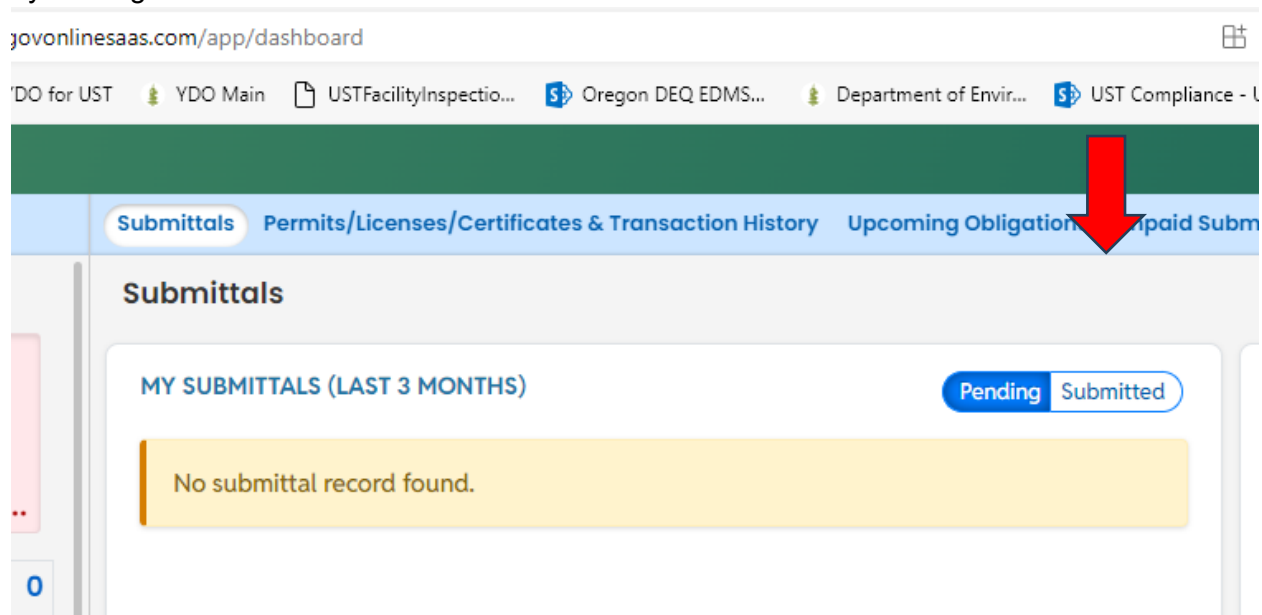 govonlinesaas.com/app/dashboard
YDO for UST YDO Main USTFacilityInspectio... Oregon DEQ EDMS... Department of Envir... UST Compliance - U
Submittals Permits/Licenses/Certificates & Transaction History Upcoming Obligation npaid Subm
Submittals
MY SUBMITTALS (LAST 3 MONTHS) Pending Submitted
No submittal record found.
..
0